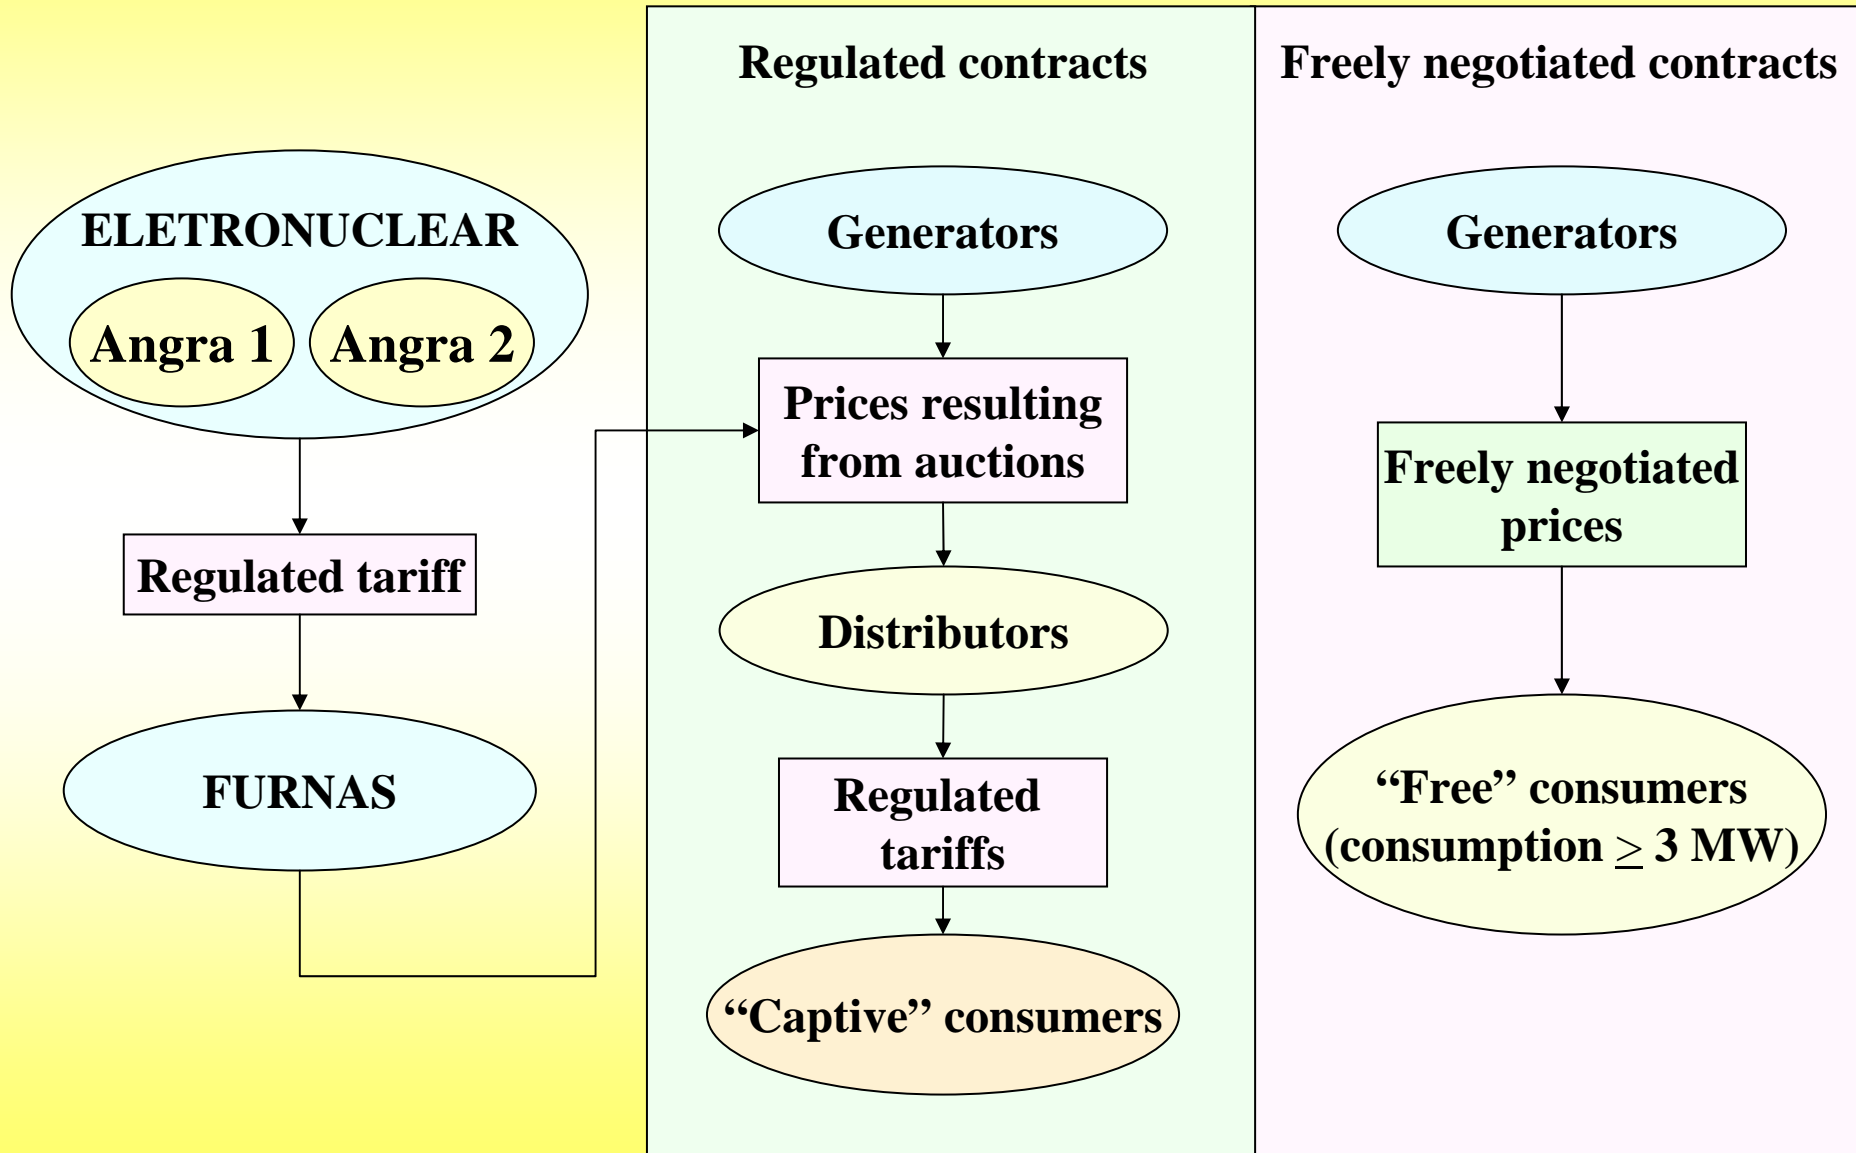 Regulated contracts
Freely negotiated contracts
ELETRONUCLEAR
Angra 1
Angra 2
Regulated tariff
FURNAS
Generators
Prices resulting
from auctions
Distributors
Regulated
tariffs
“Captive” consumers
Generators
Freely negotiated
prices
“Free” consumers
(consumption ≥ 3 MW)